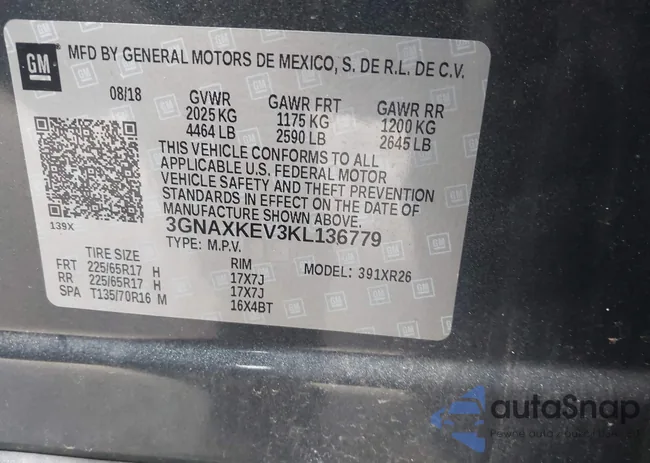 GM
MFD BY GENERAL MOTORS DE MEXICO, S. DE R.L. DE C.V.
08/18 GVWR GAWR FRT GAWR RR
2025 KG 1175 KG 1200 KG
4464 LB 2590 LB 2645 LB
THIS VEHICLE CONFORMS TO ALL
APPLICABLE U.S. FEDERAL MOTOR
VEHICLE SAFETY AND THEFT PREVENTION
STANDARDS IN EFFECT ON THE DATE OF
MANUFACTURE SHOWN ABOVE.
139X
3GNAXKEV3KL136779
TYPE: M.P.V.
TIRE SIZE RIM MODEL: 391XR26
FRT 225/65R17 H 17X7J
RR 225/65R17 H 17X7J
SPA T135/70R16 M 16X4BT
autaSnap